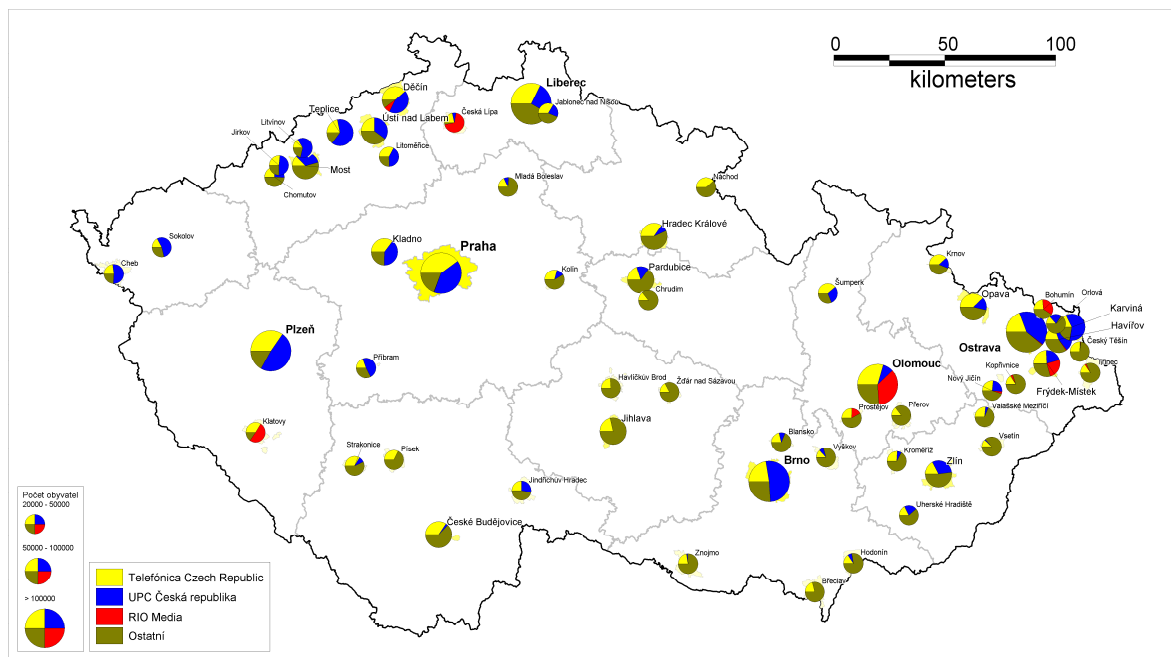 0 50 100
kilometers
Liberec
Děčín
Jablonec nad Nisou
Teplice
Ústí nad Labem
Česká Lípa
Litvínov
Jirkov
Litoměřice
Most
Chomutov
Mladá Boleslav
Náchod
Sokolov
Cheb
Kladno
Praha
Hradec Králové
Kolín
Pardubice
Chrudim
Šumperk
Krnov
Opava
Bohumín
Orlová
Karviná
Havířov
Český Těšín
Ostrava
Plzeň
Příbram
Olomouc
Kopřivnice
Třinec
Nový Jičín
Frýdek-Místek
Havlíčkův Brod
Žďár nad Sázavou
Prostějov
Přerov
Valašské Meziříčí
Klatovy
Jihlava
Blansko
Vyškov
Vsetín
Strakonice
Písek
Brno
Kroměříž
Zlín
Jindřichův Hradec
Uherské Hradiště
České Budějovice
Znojmo
Hodonín
Břeclav
Počet obyvatel
20000 - 50000
50000 - 100000
> 100000
Telefónica Czech Republic
UPC Česká republika
RIO Media
Ostatní